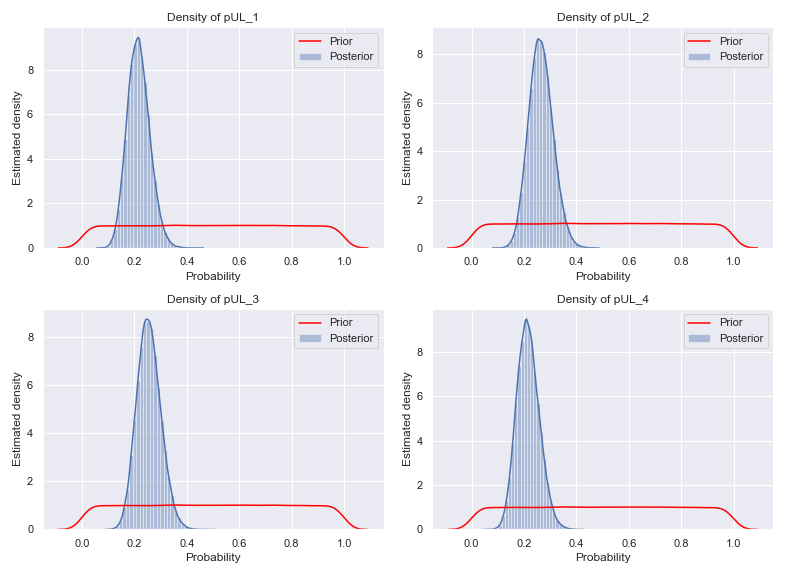 Density of pUL_1
Prior
Posterior
Estimated density
8
6
4
2
0
0.0 0.2 0.4 0.6 0.8 1.0
Probability
Density of pUL_2
Prior
Posterior
Estimated density
8
6
4
2
0
0.0 0.2 0.4 0.6 0.8 1.0
Probability
Density of pUL_3
Prior
Posterior
Estimated density
8
6
4
2
0
0.0 0.2 0.4 0.6 0.8 1.0
Probability
Density of pUL_4
Prior
Posterior
Estimated density
8
6
4
2
0
0.0 0.2 0.4 0.6 0.8 1.0
Probability